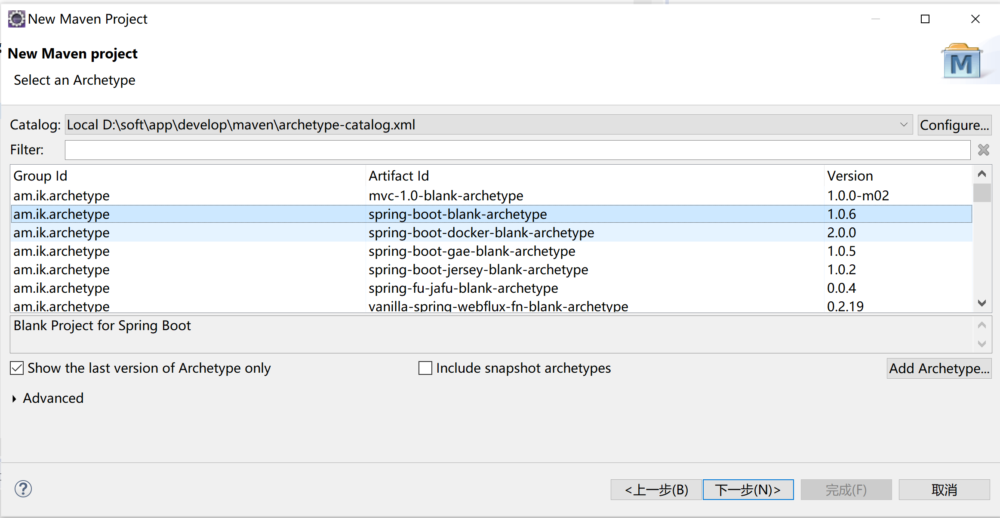 New Maven Project
New Maven project
Select an Archetype
M
Catalog: Local D:\soft\app\develop\maven\archetype-catalog.xml Configure...
Filter:
Group Id Artifact Id Version
am.ik.archetype mvc-1.0-blank-archetype 1.0.0-m02
am.ik.archetype spring-boot-blank-archetype 1.0.6
am.ik.archetype spring-boot-docker-blank-archetype 2.0.0
am.ik.archetype spring-boot-gae-blank-archetype 1.0.5
am.ik.archetype spring-boot-jersey-blank-archetype 1.0.2
am.ik.archetype spring-fu-jafu-blank-archetype 0.0.4
am.ik.archetype vanilla-spring-webflux-fn-blank-archetype 0.2.19
Blank Project for Spring Boot
Show the last version of Archetype only Include snapshot archetypes Add Archetype...
Advanced
? <上一步(B) 下一步(N)> 完成(F) 取消